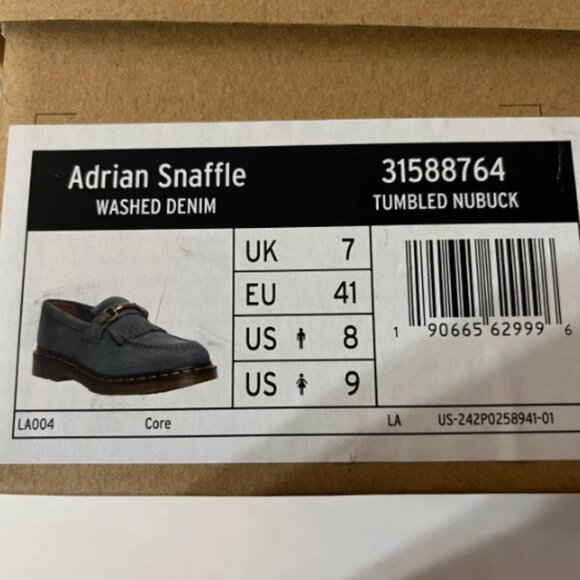 Adrian Snaffle 31588764
WASHED DENIM TUMBLED NUBUCK
UK 7
EU 41
US 8
US 9
1 90665 62999 6
LA004 Core LA US-242P0258941-01